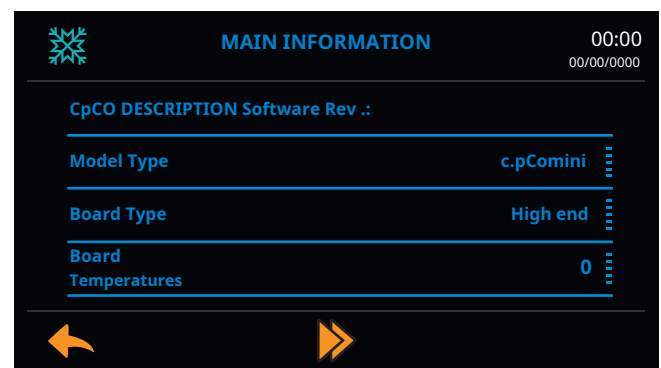 MAIN INFORMATION
00:00
00/00/0000
CpCO DESCRIPTION Software Rev .:
Model Type c.pComini
Board Type High end
Board
Temperatures 0